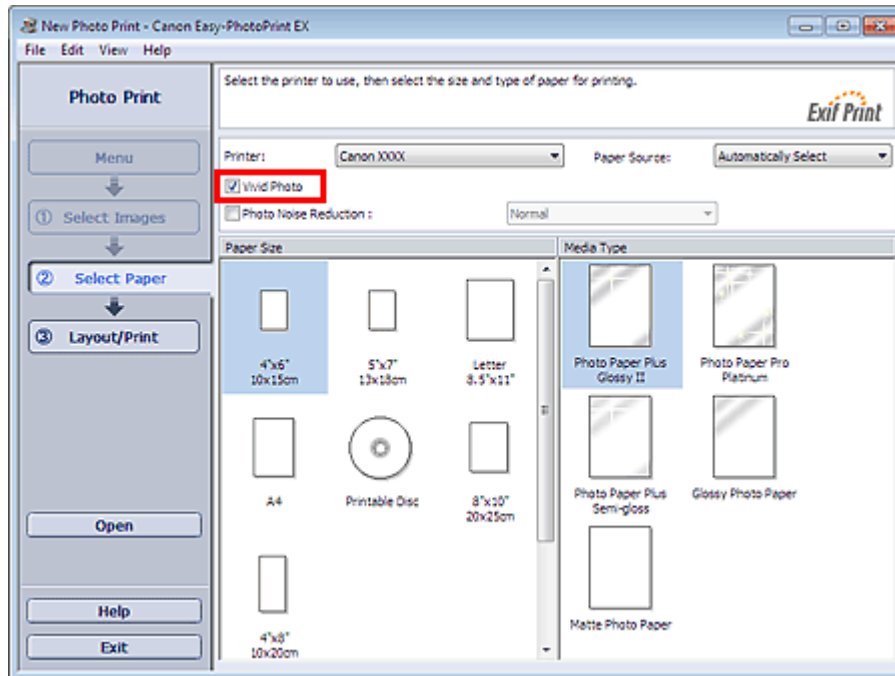 New Photo Print - Canon Easy-PhotoPrint EX
File Edit View Help
Photo Print
Select the printer to use, then select the size and type of paper for printing.
Exif Print
Menu
Printer: Canon XXXX Paper Source: Automatically Select
Vivid Photo
① Select Images
Photo Noise Reduction : Normal
Paper Size Media Type
② Select Paper
③ Layout/Print
4"x6"
10x15cm
5"x7"
13x18cm
Letter
8.5"x11"
Photo Paper Plus
Glossy II
Photo Paper Pro
Platinum
A4
Printable Disc
8"x10"
20x25cm
Photo Paper Plus
Semi-gloss
Glossy Photo Paper
Open
4"x8"
10x20cm
Matte Photo Paper
Help
Exit